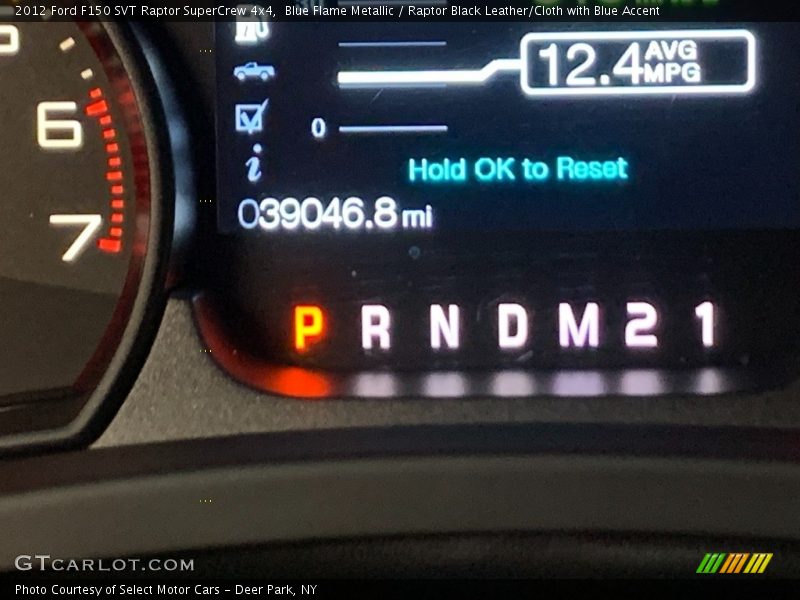 2012 Ford F150 SVT Raptor SuperCrew 4x4,  Blue Flame Metallic / Raptor Black Leather/Cloth with Blue Accent
12.4 AVG MPG
6
0
Hold OK to Reset
039046.8 mi
7
P R N D M 2 1
GTCARLOT.COM
Photo Courtesy of Select Motor Cars - Deer Park, NY